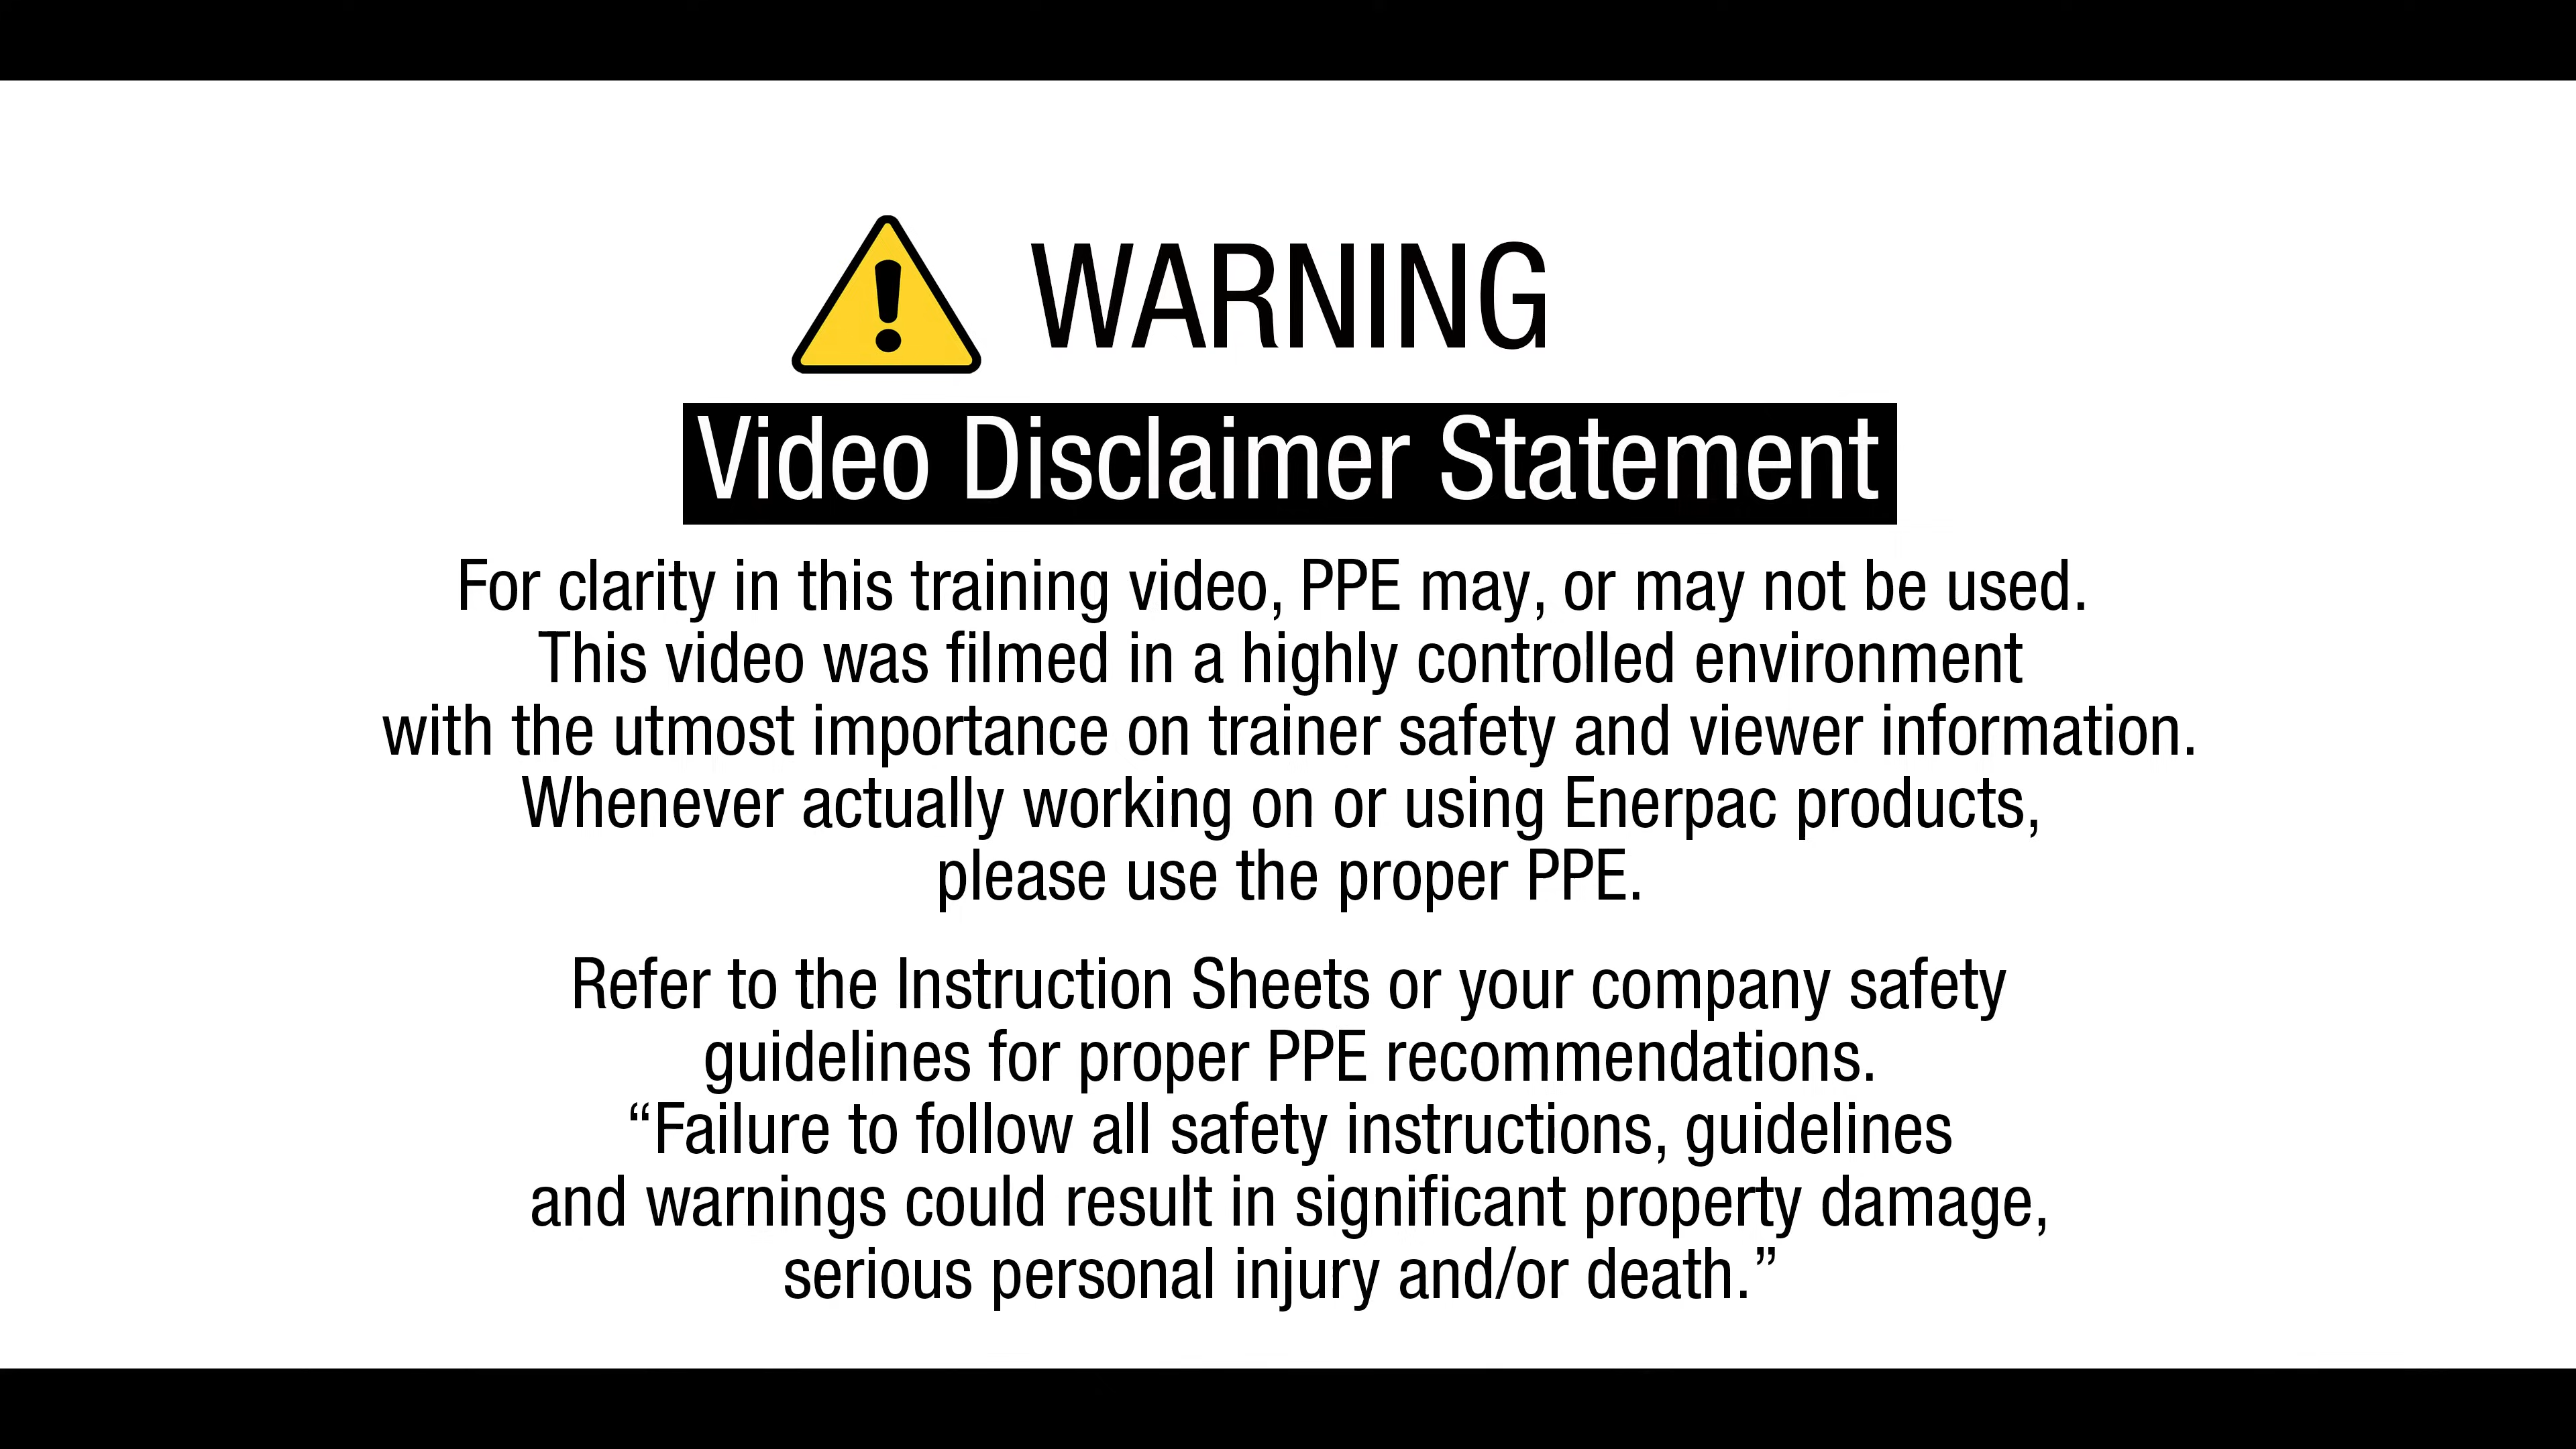 WARNING
Video Disclaimer Statement
For clarity in this training video, PPE may, or may not be used.
This video was filmed in a highly controlled environment
with the utmost importance on trainer safety and viewer information.
Whenever actually working on or using Enerpac products,
please use the proper PPE.
Refer to the Instruction Sheets or your company safety
guidelines for proper PPE recommendations.
“Failure to follow all safety instructions, guidelines
and warnings could result in significant property damage,
serious personal injury and/or death.”